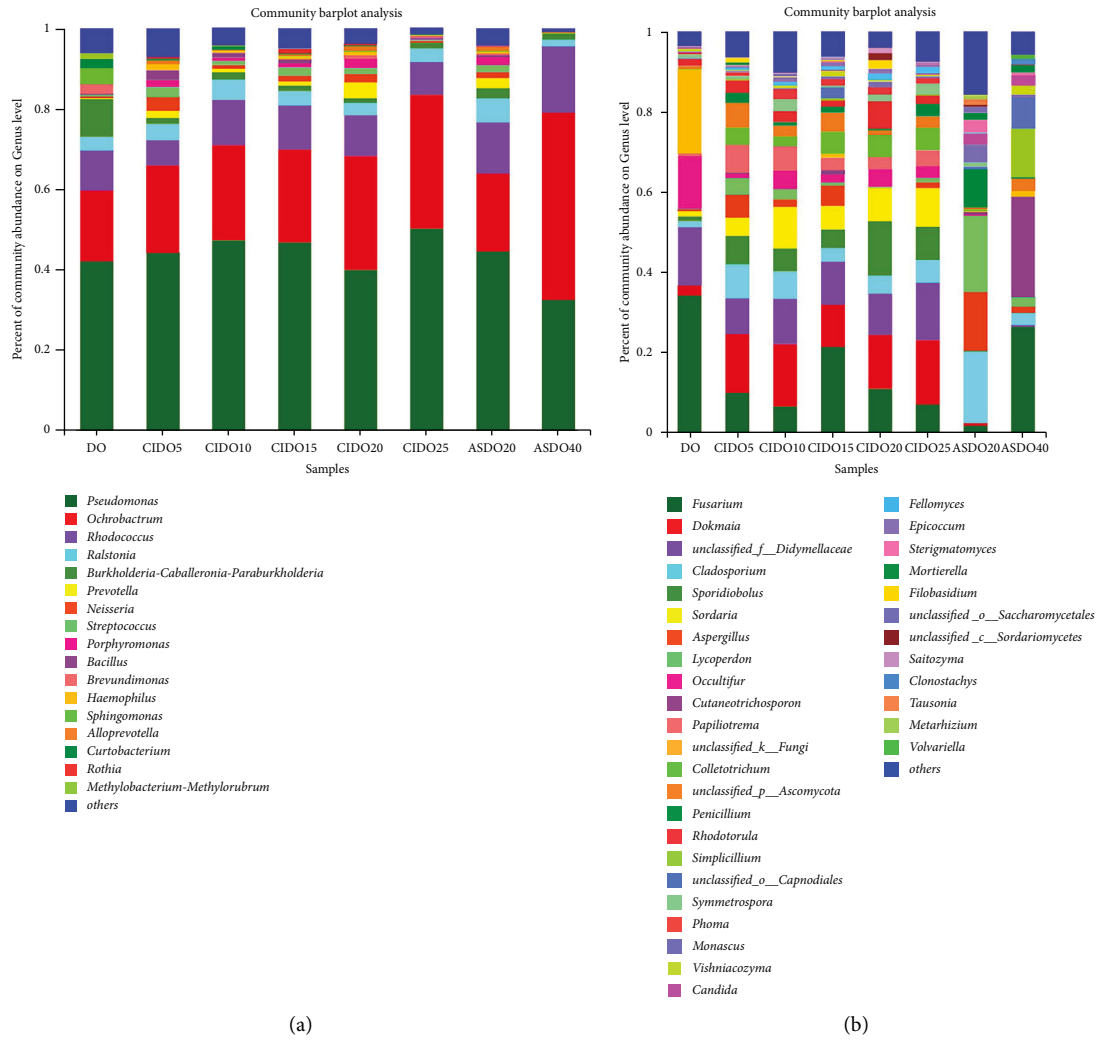 Community barplot analysis
Percent of community abundance on Genus level
1
0.8
0.6
0.4
0.2
0
DO CIDO5 CIDO10 CIDO15 CIDO20 CIDO25 ASDO20 ASDO40
Samples
Pseudomonas
Ochrobactrum
Rhodococcus
Ralstonia
Burkholderia-Caballeronia-Paraburkholderia
Prevotella
Neisseria
Streptococcus
Porphyromonas
Bacillus
Brevundimonas
Haemophilus
Sphingomonas
Alloprevotella
Curtobacterium
Rothia
Methylobacterium-Methylorubrum
others
(a)
Community barplot analysis
Percent of community abundance on Genus level
1
0.8
0.6
0.4
0.2
0
DO CIDO5 CIDO10 CIDO15 CIDO20 CIDO25 ASDO20 ASDO40
Samples
Fusarium
Dokmaia
unclassified_f__Didymellaceae
Cladosporium
Sporidiobolus
Sordaria
Aspergillus
Lycoperdon
Occultifur
Cutaneotrichosporon
Papiliotrema
unclassified_k__Fungi
Colletotrichum
unclassified_p__Ascomycota
Penicillium
Rhodotorula
Simplicillium
unclassified_o__Capnodiales
Symmetrospora
Phoma
Monascus
Vishniacozyma
Candida
Fellomyces
Epicoccum
Sterigmatomyces
Mortierella
Filobasidium
unclassified _o__Saccharomycetales
unclassified _c__Sordariomycetes
Saitozyma
Clonostachys
Tausonia
Metarhizium
Volvariella
others
(b)